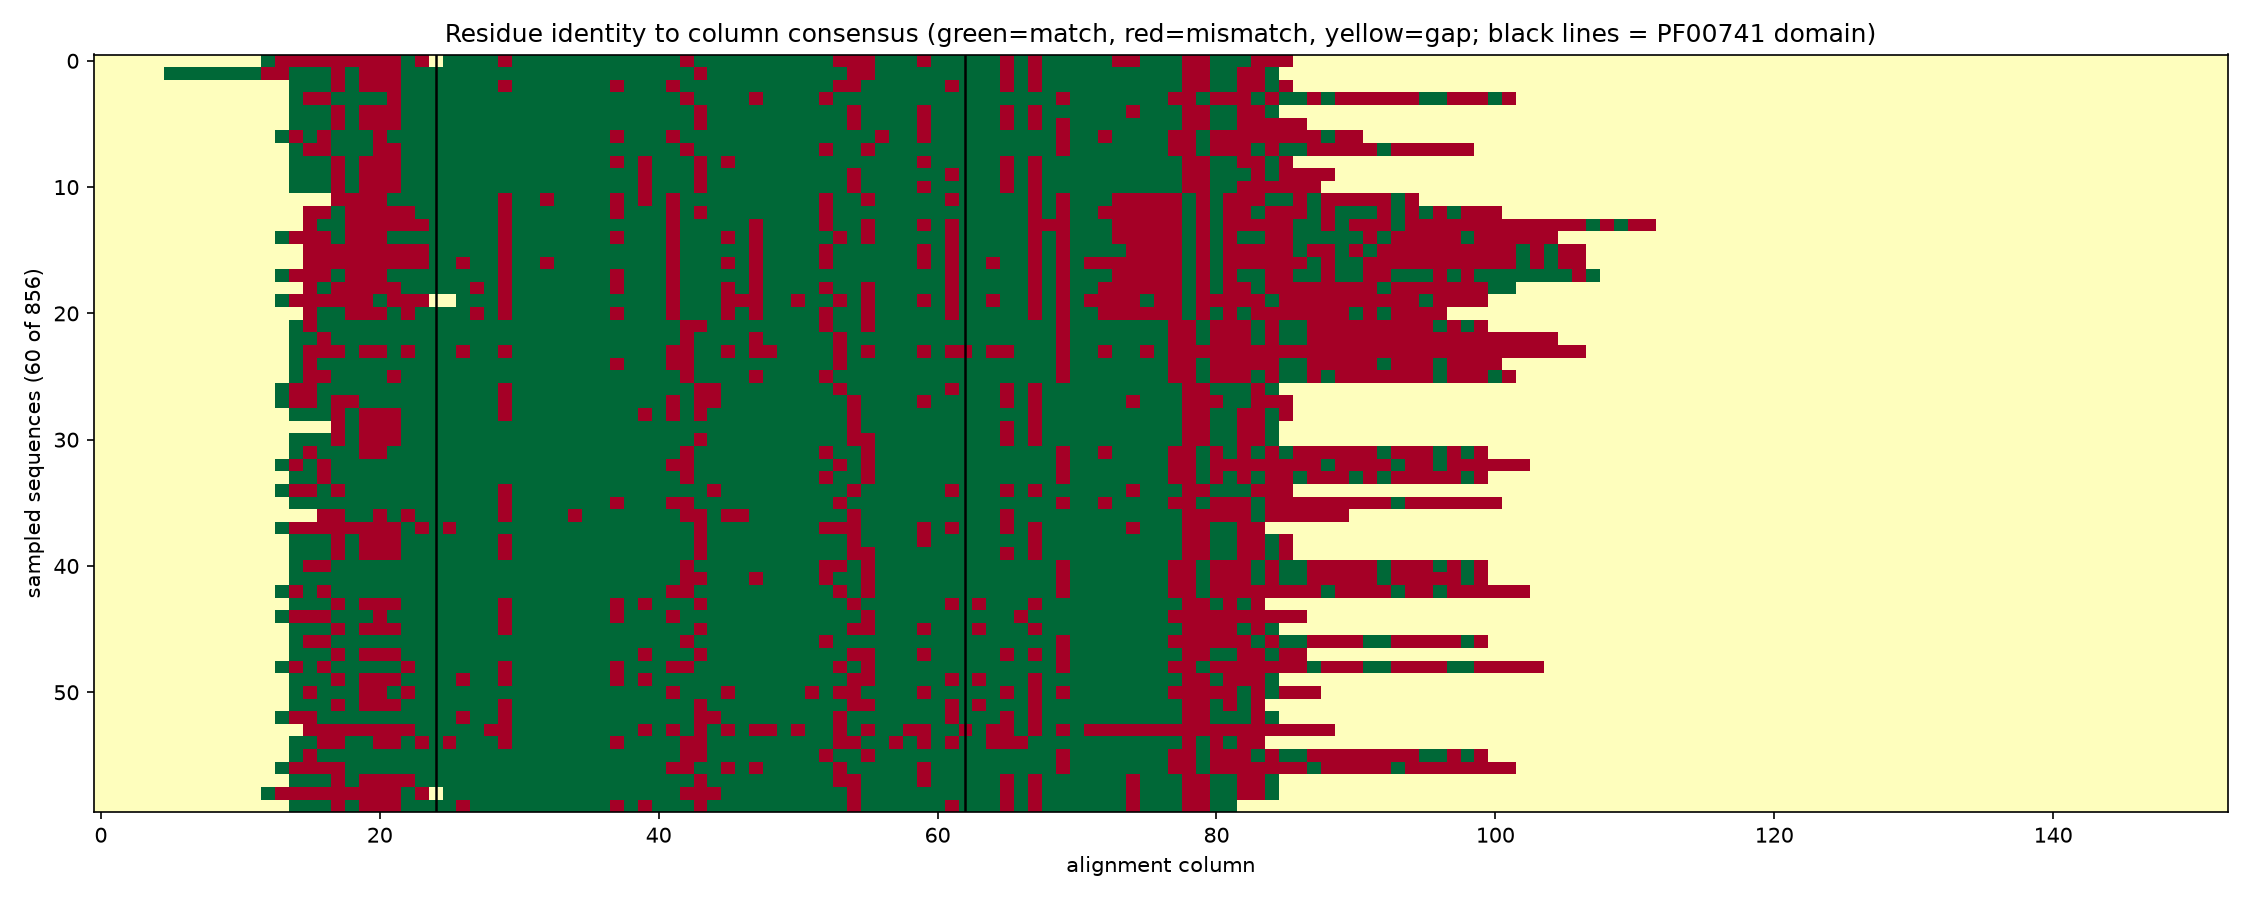 Residue identity to column consensus (green=match, red=mismatch, yellow=gap; black lines = PF00741 domain)
sampled sequences (60 of 856)
0
10
20
30
40
50
0 20 40 60 80 100 120 140
alignment column